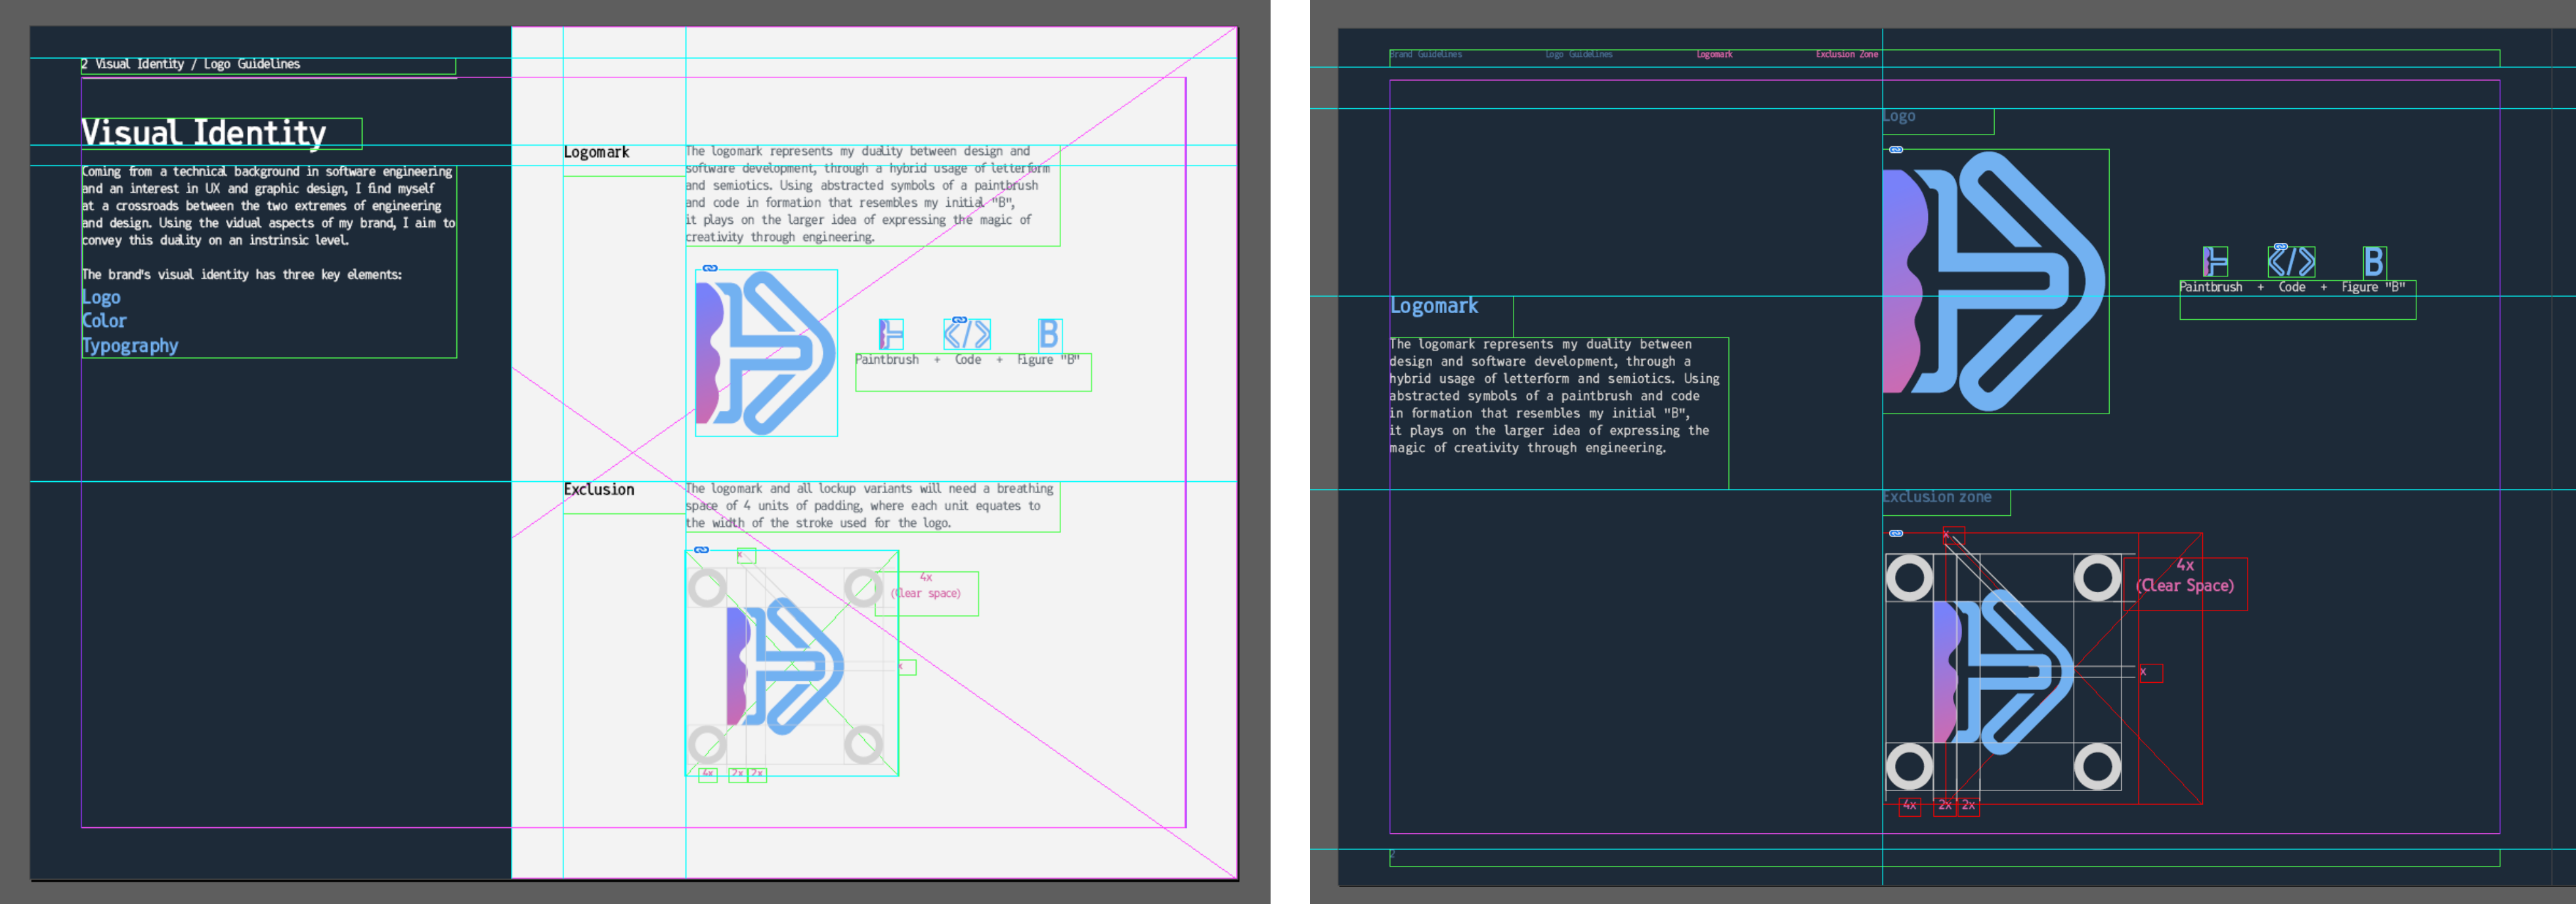 2 Visual Identity / Logo Guidelines
Visual Identity
Coming from a technical background in software engineering
and an interest in UX and graphic design, I find myself
at a crossroads between the two extremes of engineering
and design. Using the vidual aspects of my brand, I aim to
convey this duality on an instrinsic level.
The brand's visual identity has three key elements:
Logo
Color
Typography
Logomark
The logomark represents my duality between design and
software development, through a hybrid usage of letterform
and semiotics. Using abstracted symbols of a paintbrush
and code in formation that resembles my initial "B",
it plays on the larger idea of expressing the magic of
creativity through engineering.
Paintbrush + Code + Figure "B"
Exclusion
The logomark and all lockup variants will need a breathing
space of 4 units of padding, where each unit equates to
the width of the stroke used for the logo.
x
4x
(Clear space)
x
4x 2x 2x
Brand Guidelines Logo Guidelines Logomark Exclusion Zone
Logomark
The logomark represents my duality between
design and software development, through a
hybrid usage of letterform and semiotics. Using
abstracted symbols of a paintbrush and code
in formation that resembles my initial "B",
it plays on the larger idea of expressing the
magic of creativity through engineering.
Logo
B
Paintbrush + Code + Figure "B"
Exclusion zone
x
4x
(Clear Space)
x
4x 2x 2x
2